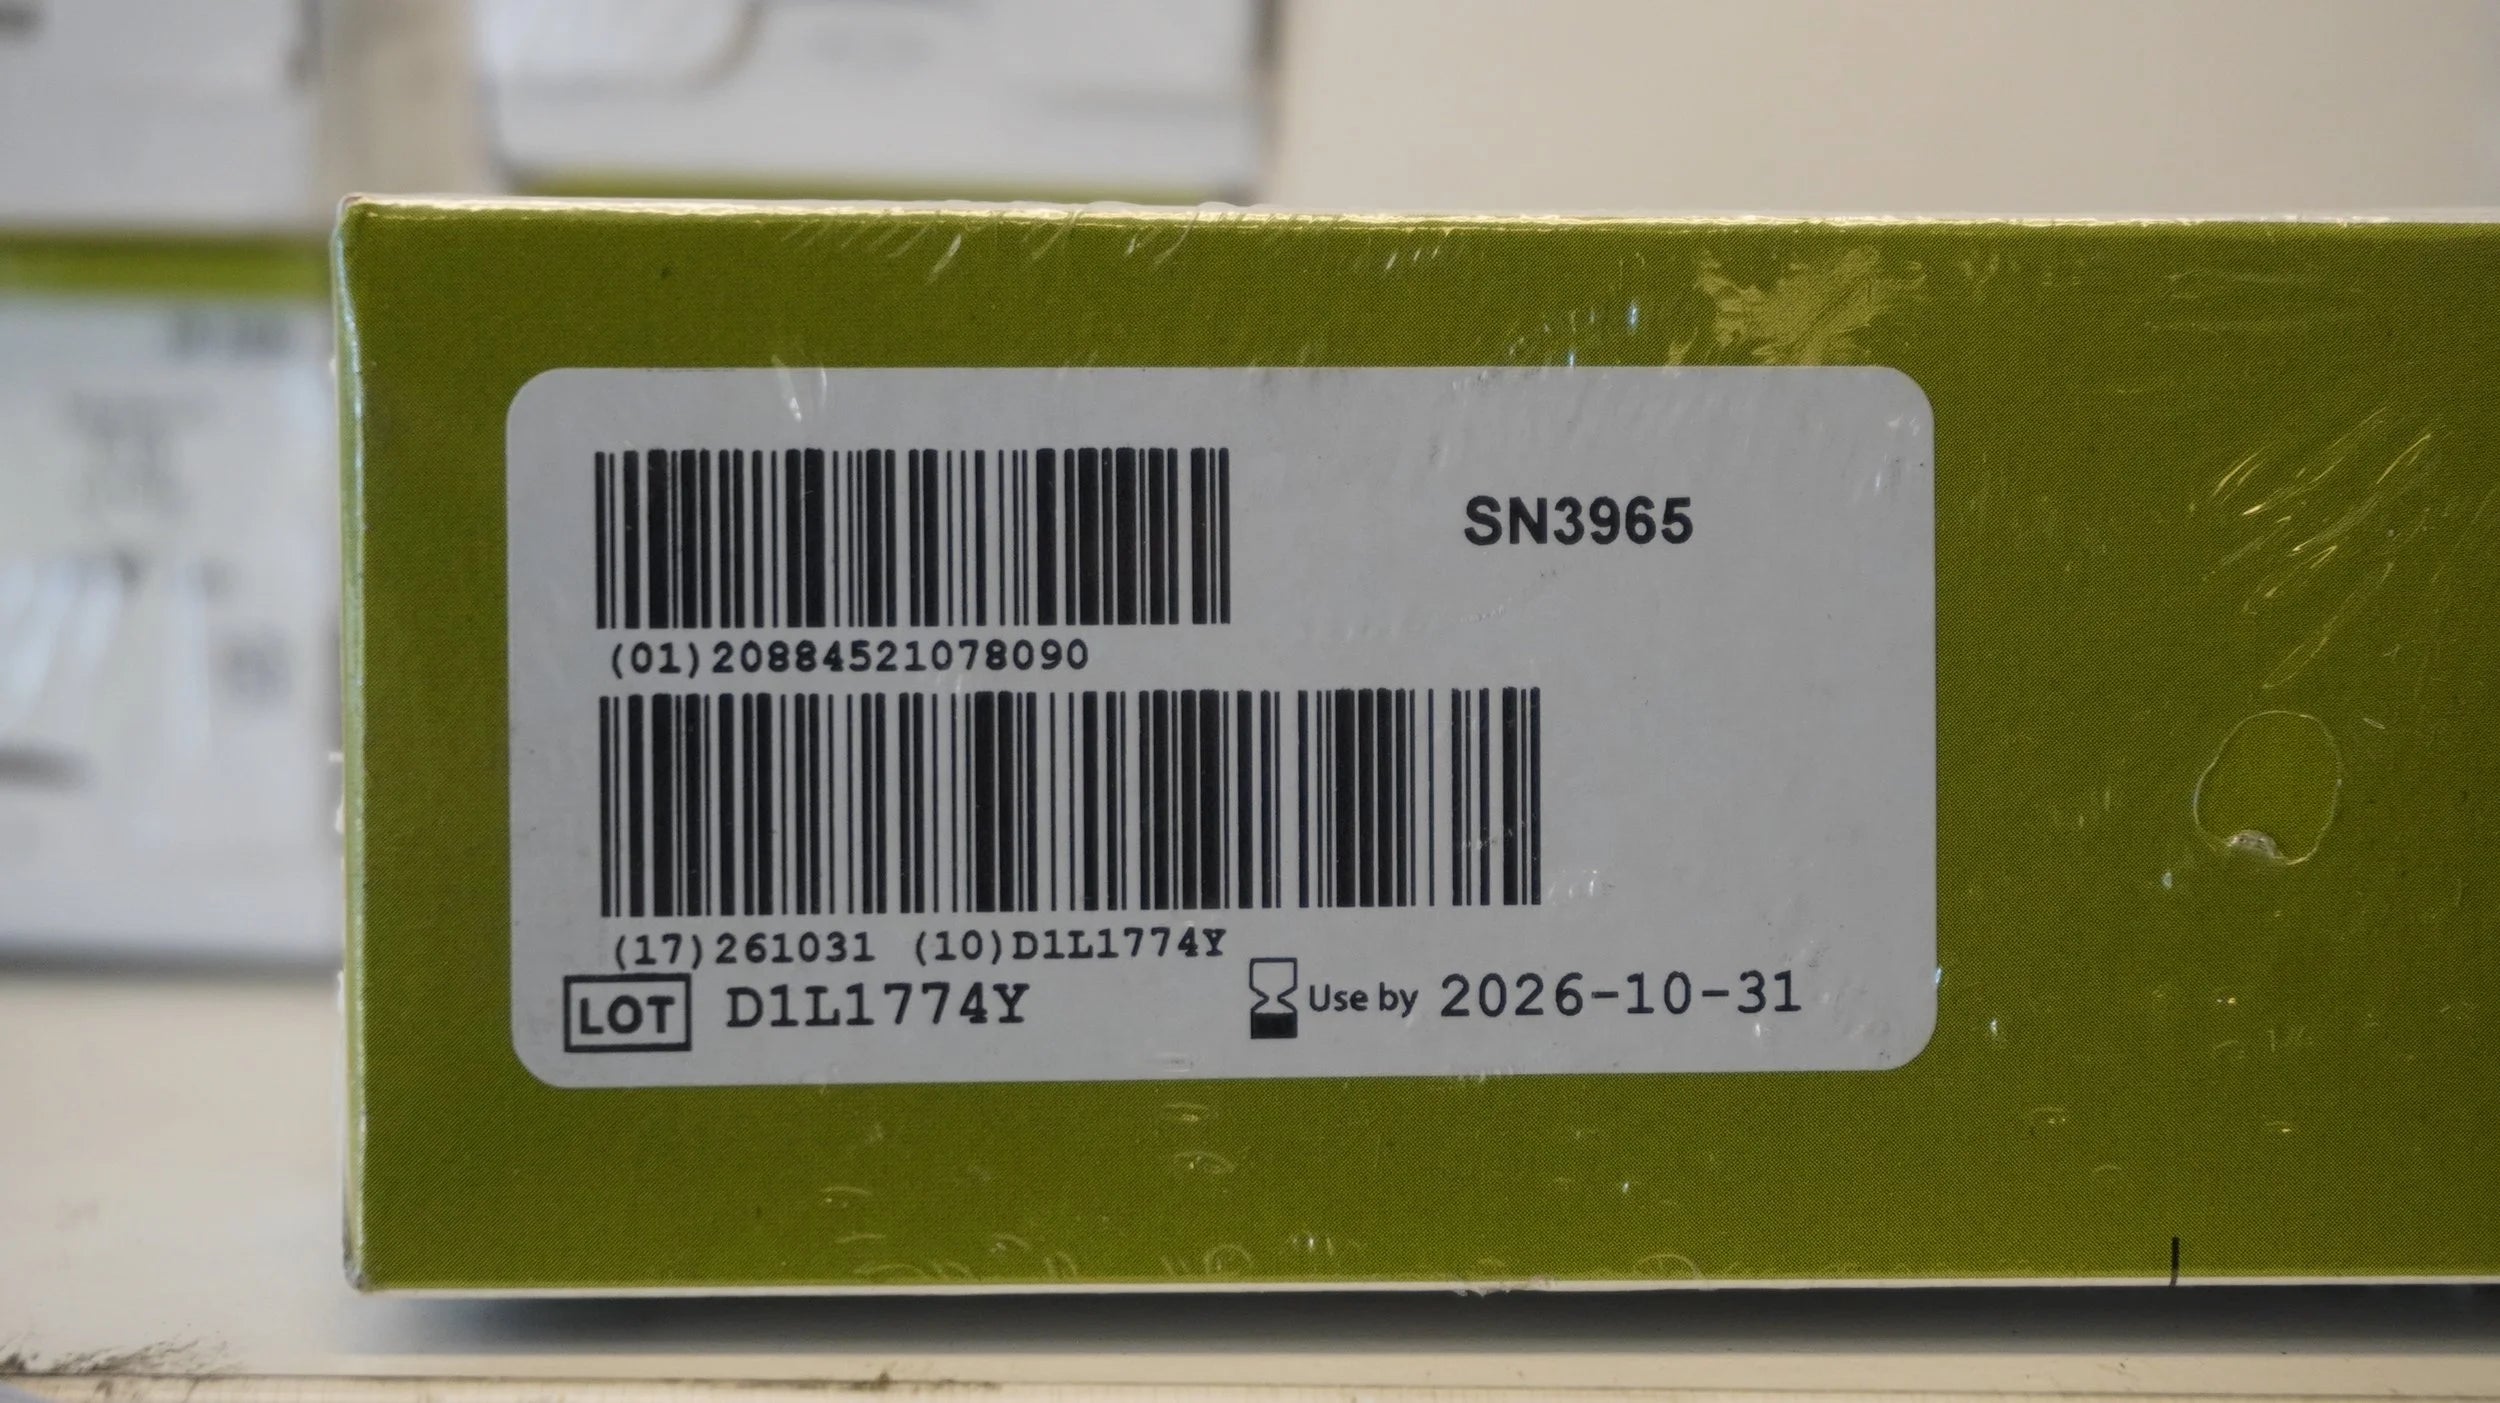 SN3965
(01)20884521078090
(17)261031 (10)D1L1774Y
LOT D1L1774Y
Use by 2026-10-31